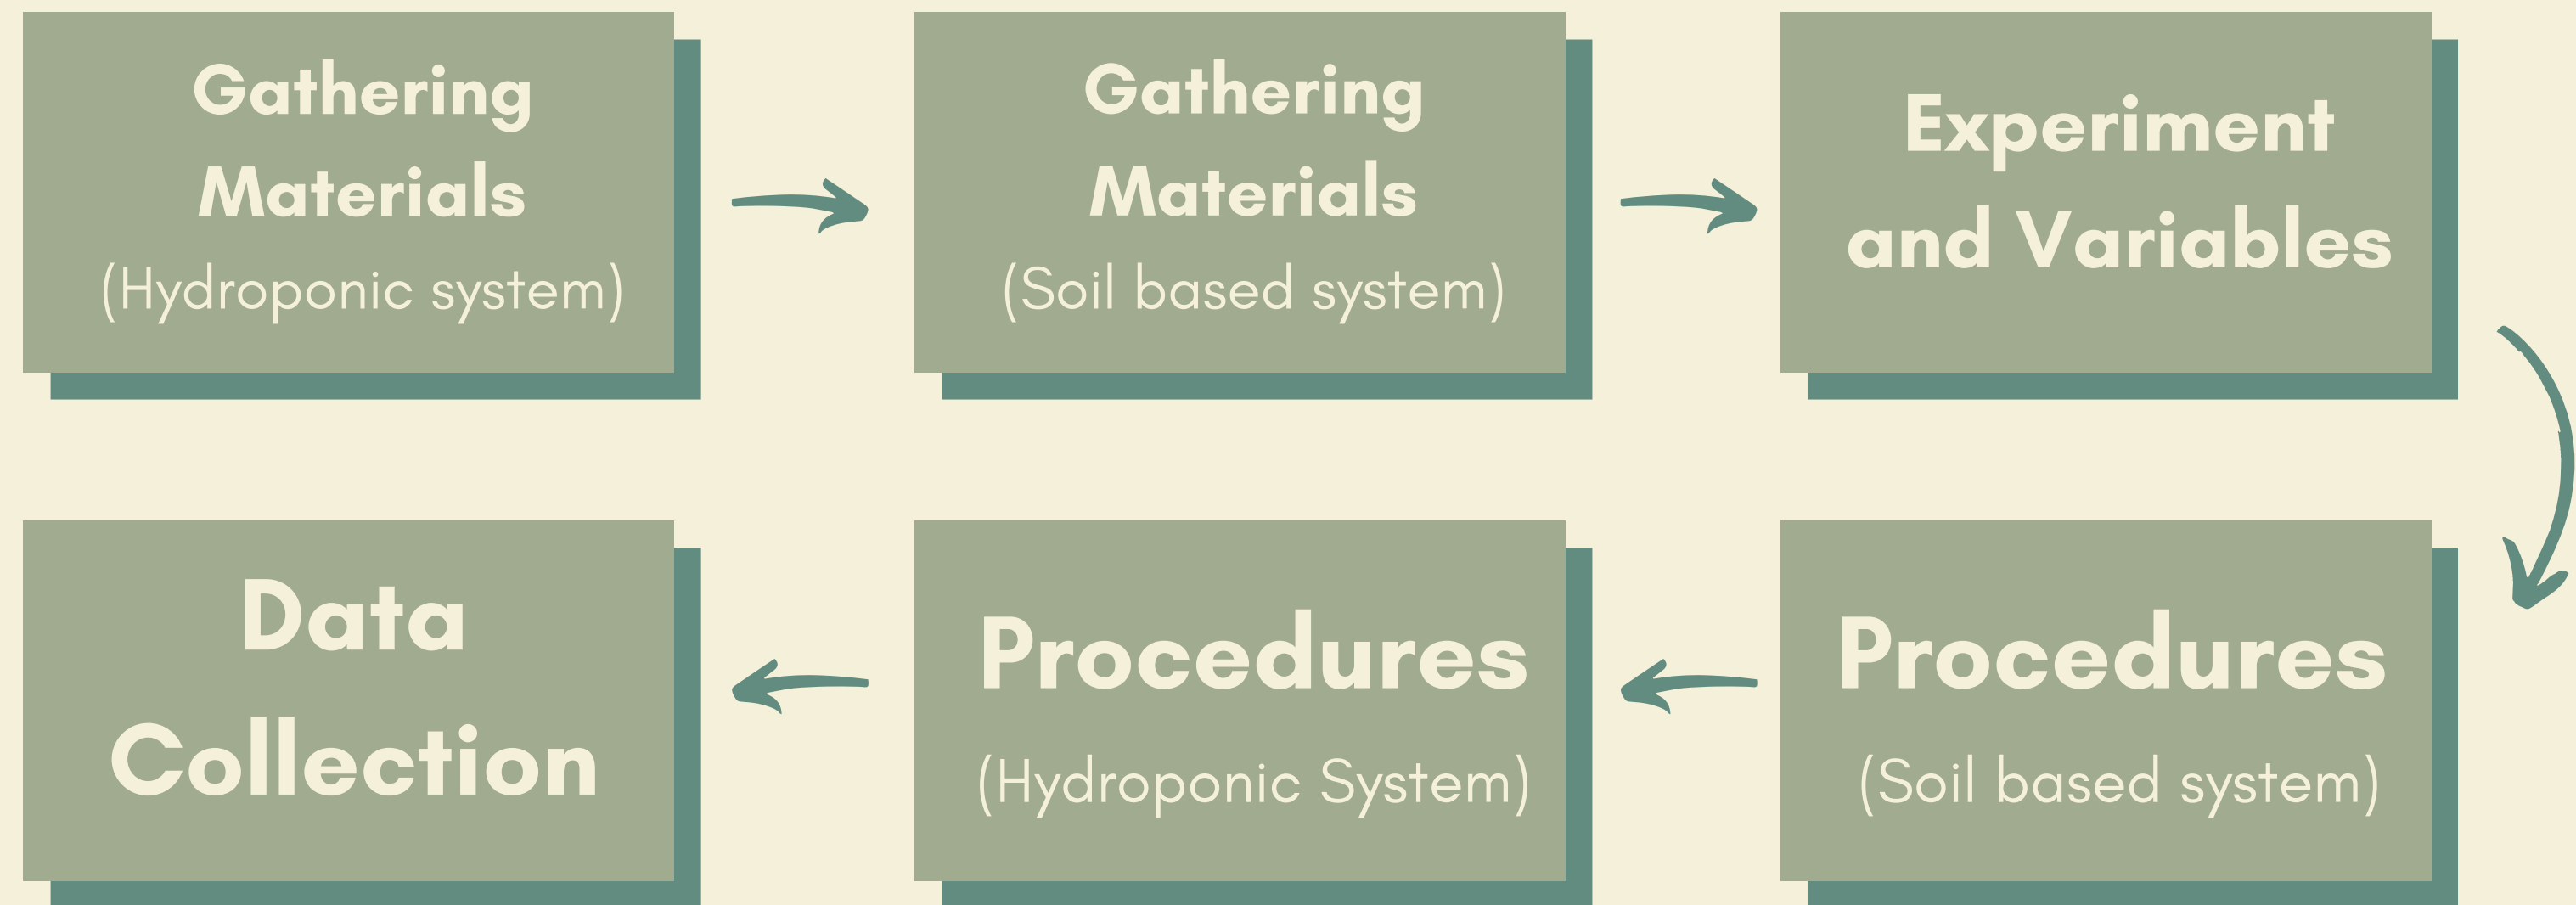 Gathering
Materials
(Hydroponic system)
Gathering
Materials
(Soil based system)
Experiment
and Variables
Procedures
(Soil based system)
Procedures
(Hydroponic System)
Data
Collection